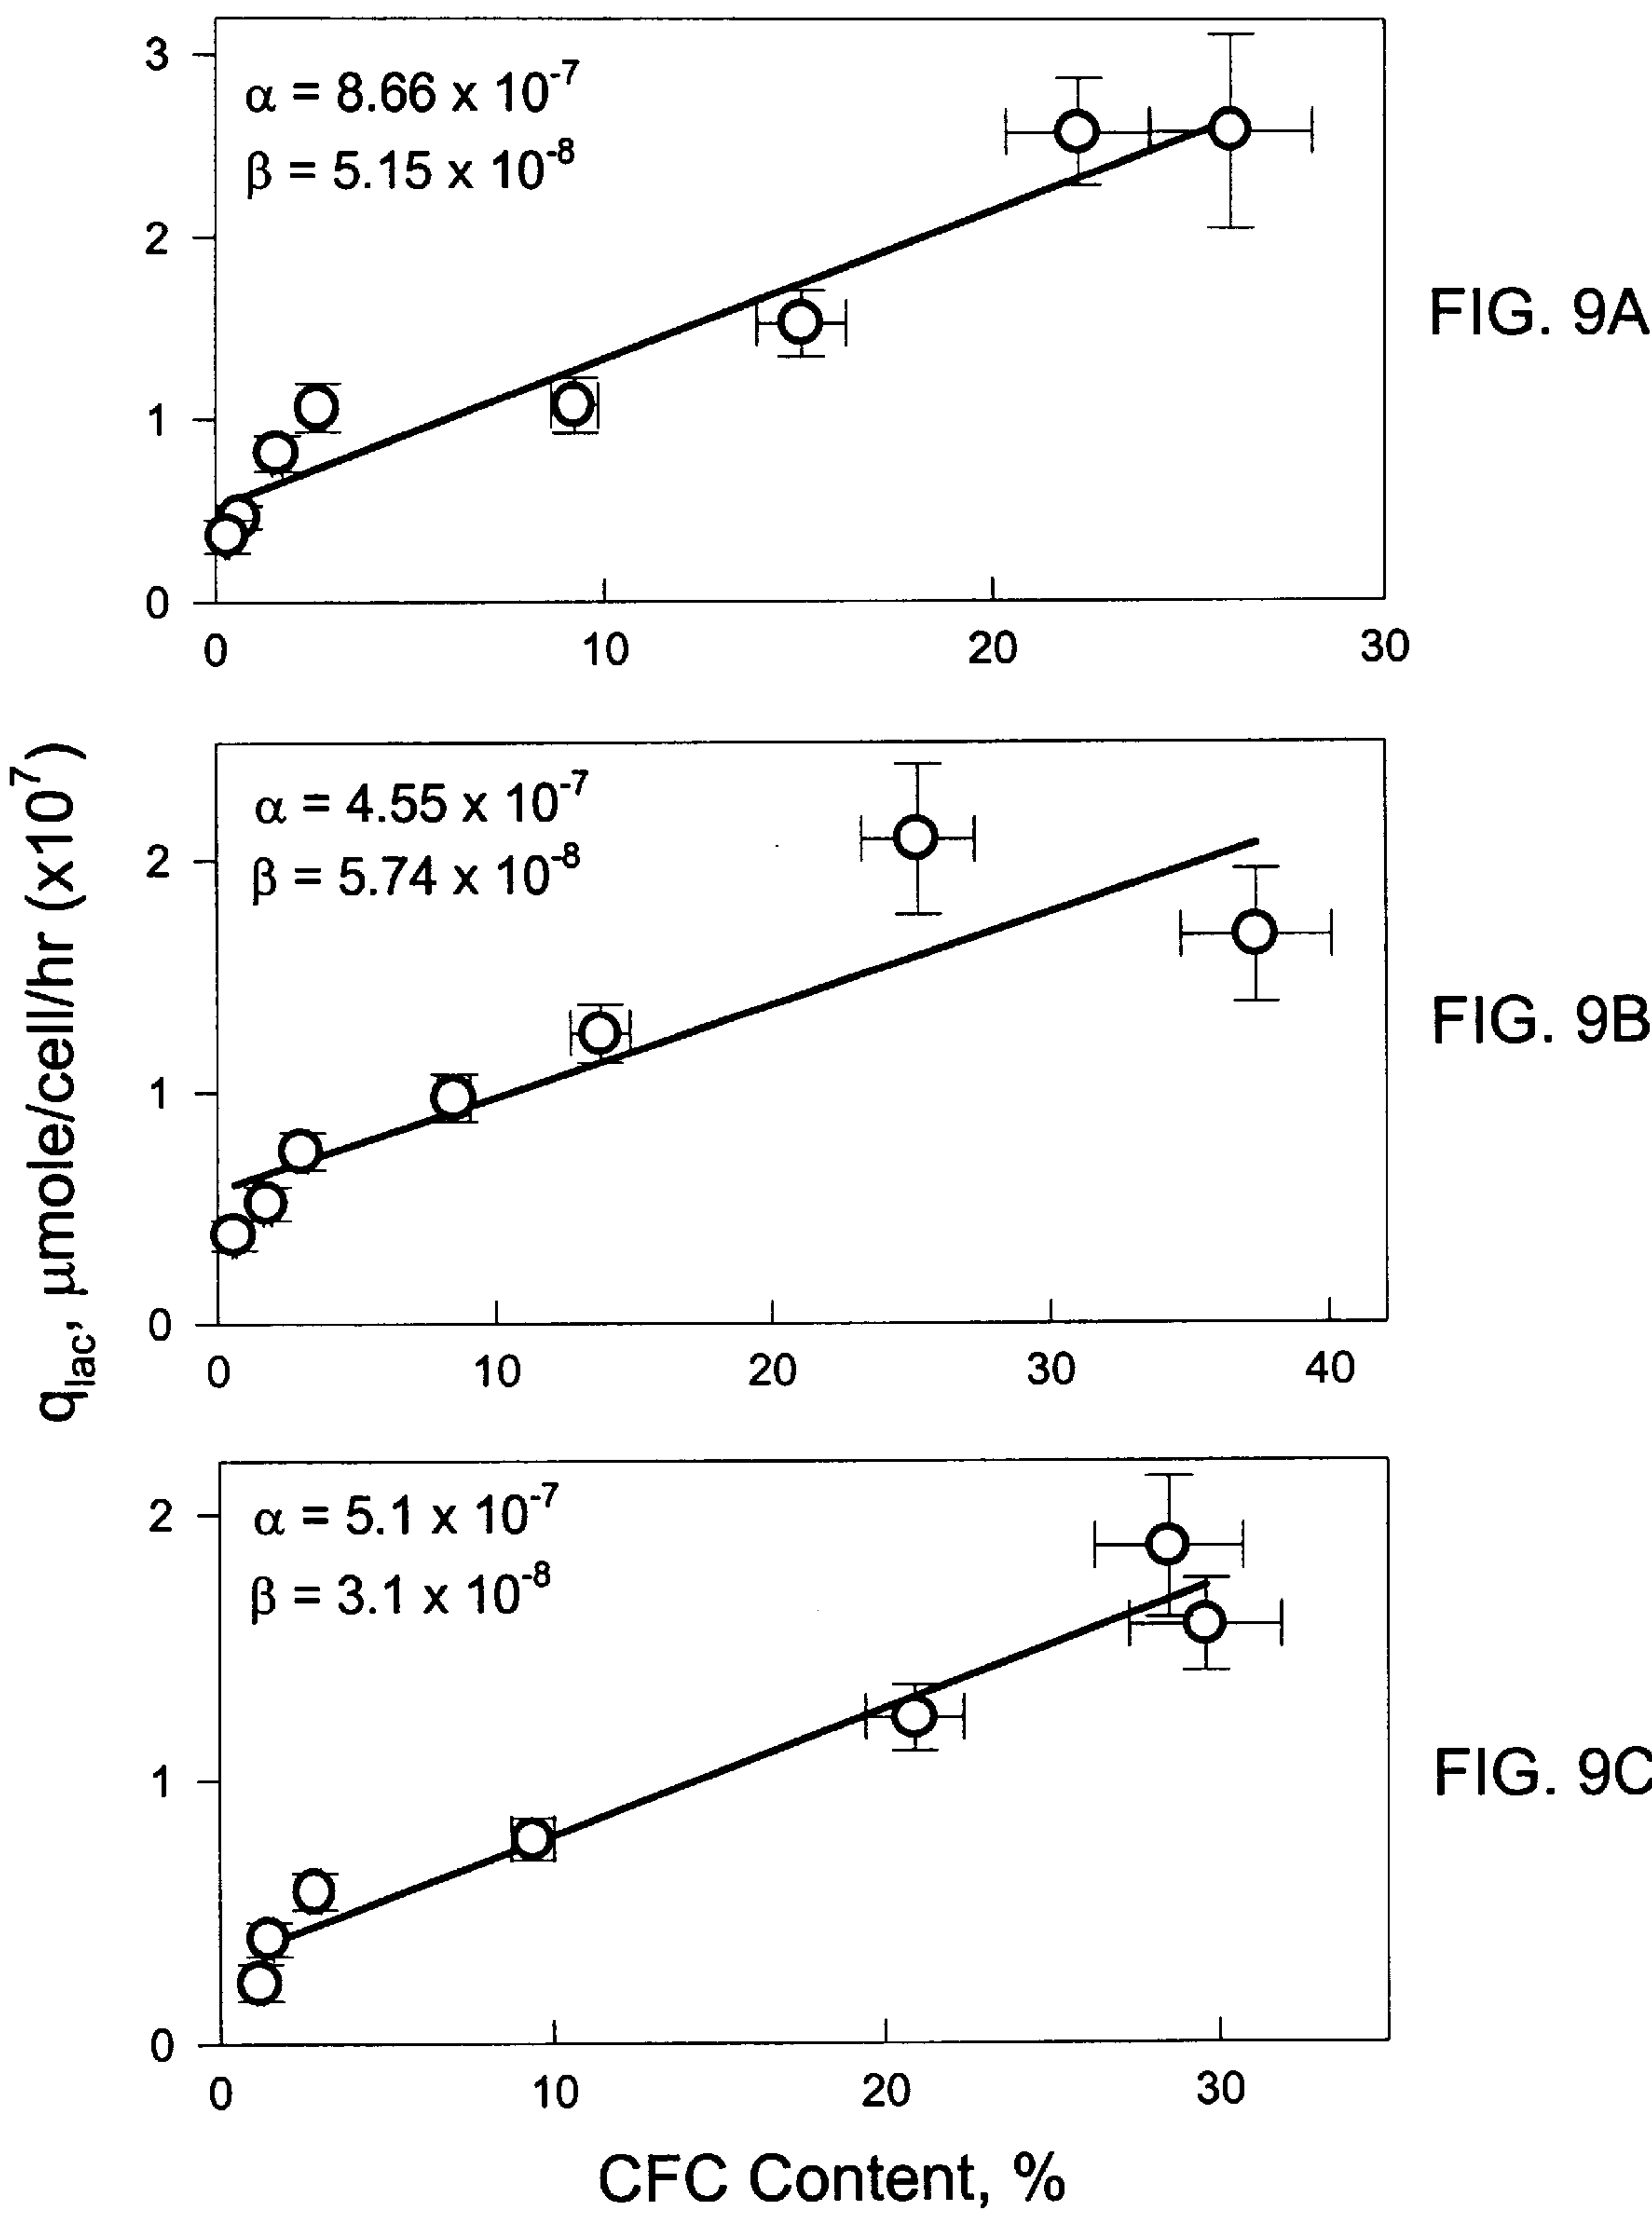 3
α = 8.66 x 10⁻⁷
β = 5.15 x 10⁻⁸
2
1
0
0 10 20 30
FIG. 9A
qlac, μmole/cell/hr (x10⁷)
α = 4.55 x 10⁻⁷
2
β = 5.74 x 10⁻⁸
1
0
0 10 20 30 40
FIG. 9B
2
α = 5.1 x 10⁻⁷
β = 3.1 x 10⁻⁸
1
0
0 10 20 30
FIG. 9C
CFC Content, %